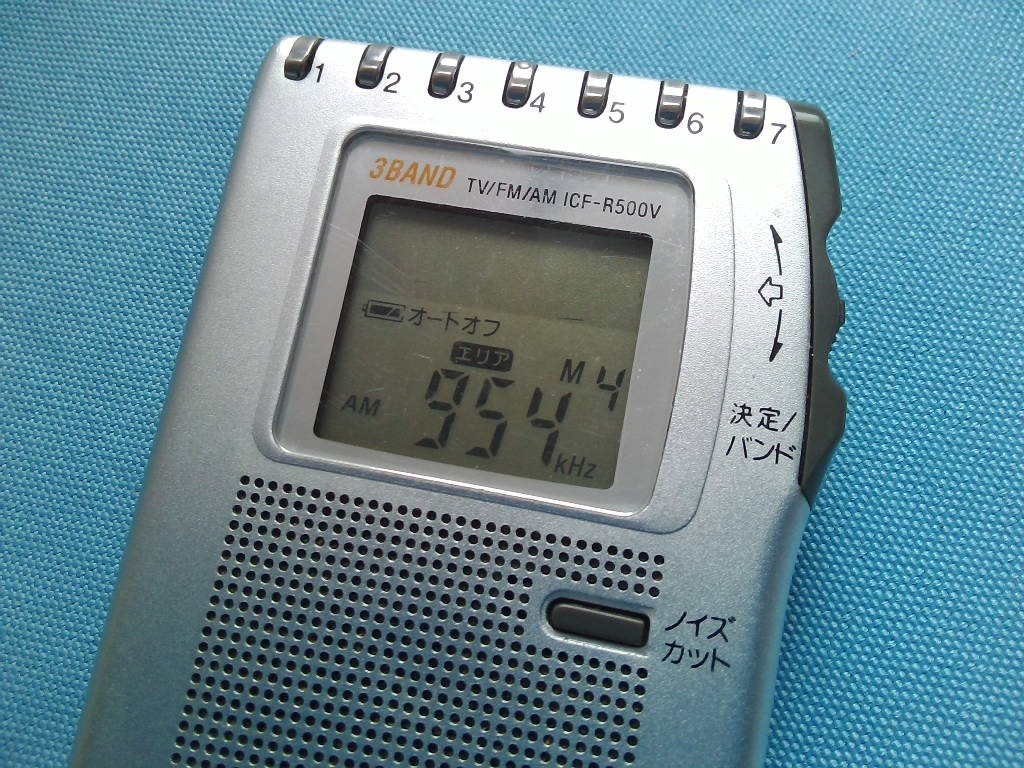 1 2 3 4 5 6 7
3BAND TV/FM/AM ICF-R500V
オートオフ
エリア
M 4
AM 954 kHz
決定/
バンド
ノイズ
カット